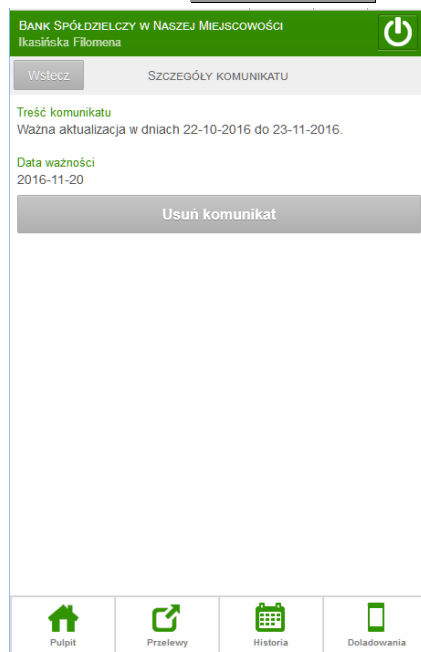 Bank Spółdzielczy w Naszej Miejscowości
Ikasińska Filomena
Wstecz
Szczegóły komunikatu
Treść komunikatu
Ważna aktualizacja w dniach 22-10-2016 do 23-11-2016.
Data ważności
2016-11-20
Usuń komunikat
Pulpit
Przelewy
Historia
Doladowania